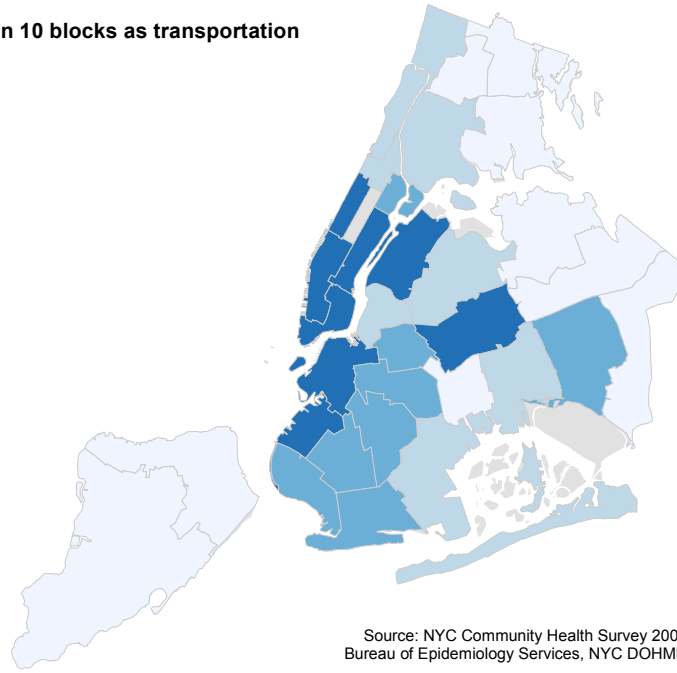 n 10 blocks as transportation
Source: NYC Community Health Survey 200
Bureau of Epidemiology Services, NYC DOHM